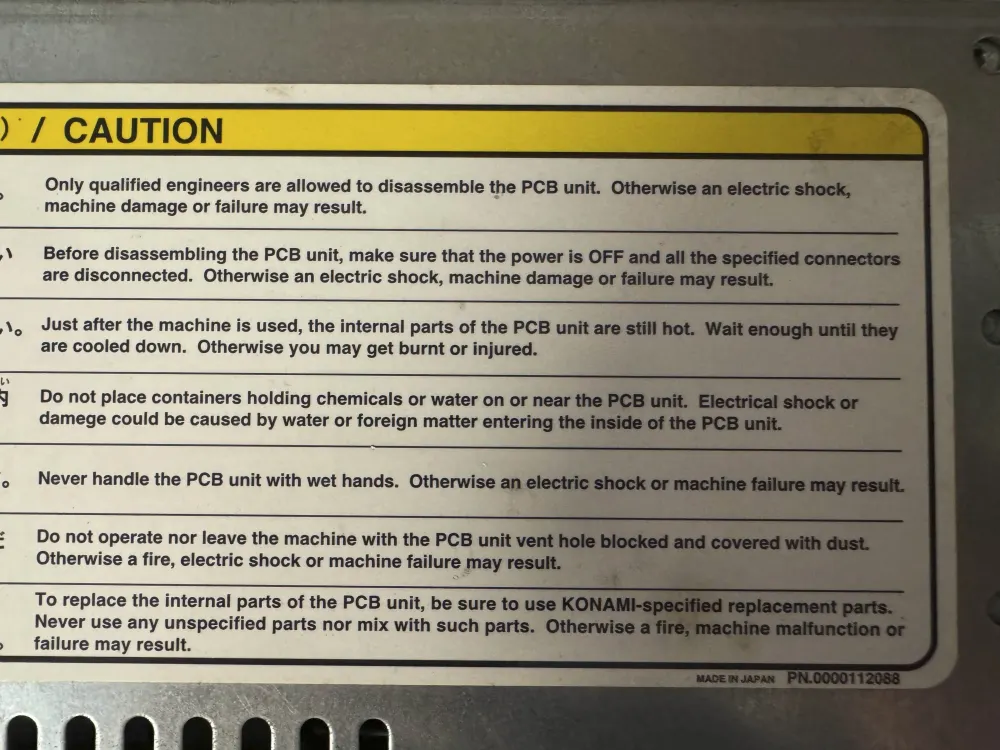 ) / CAUTION
Only qualified engineers are allowed to disassemble the PCB unit. Otherwise an electric shock,
machine damage or failure may result.
い Before disassembling the PCB unit, make sure that the power is OFF and all the specified connectors
are disconnected. Otherwise an electric shock, machine damage or failure may result.
い。 Just after the machine is used, the internal parts of the PCB unit are still hot. Wait enough until they
are cooled down. Otherwise you may get burnt or injured.
Do not place containers holding chemicals or water on or near the PCB unit. Electrical shock or
damege could be caused by water or foreign matter entering the inside of the PCB unit.
Never handle the PCB unit with wet hands. Otherwise an electric shock or machine failure may result.
Do not operate nor leave the machine with the PCB unit vent hole blocked and covered with dust.
Otherwise a fire, electric shock or machine failure may result.
To replace the internal parts of the PCB unit, be sure to use KONAMI-specified replacement parts.
Never use any unspecified parts nor mix with such parts. Otherwise a fire, machine malfunction or
failure may result.
MADE IN JAPAN PN.0000112088